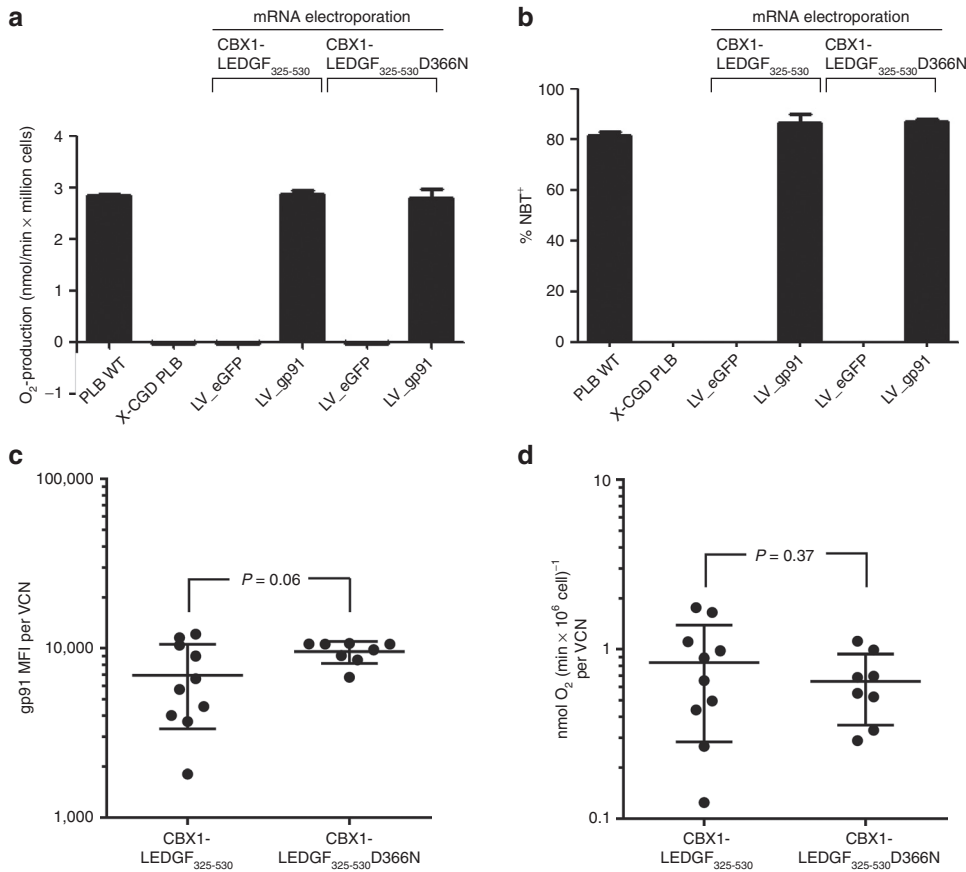 a
mRNA electroporation
CBX1-
LEDGF325-530
CBX1-
LEDGF325-530D366N
O2-production (nmol/min × million cells)
4
3
2
1
0
−1
PLB WT
X-CGD PLB
LV_eGFP
LV_gp91
LV_eGFP
LV_gp91
b
mRNA electroporation
CBX1-
LEDGF325-530
CBX1-
LEDGF325-530D366N
% NBT+
100
80
60
40
20
0
PLB WT
X-CGD PLB
LV_eGFP
LV_gp91
LV_eGFP
LV_gp91
c
gp91 MFI per VCN
100,000
10,000
1,000
P = 0.06
CBX1-
LEDGF325-530
CBX1-
LEDGF325-530D366N
d
nmol O2 (min × 10^6 cell)^−1
per VCN
10
1
0.1
P = 0.37
CBX1-
LEDGF325-530
CBX1-
LEDGF325-530D366N